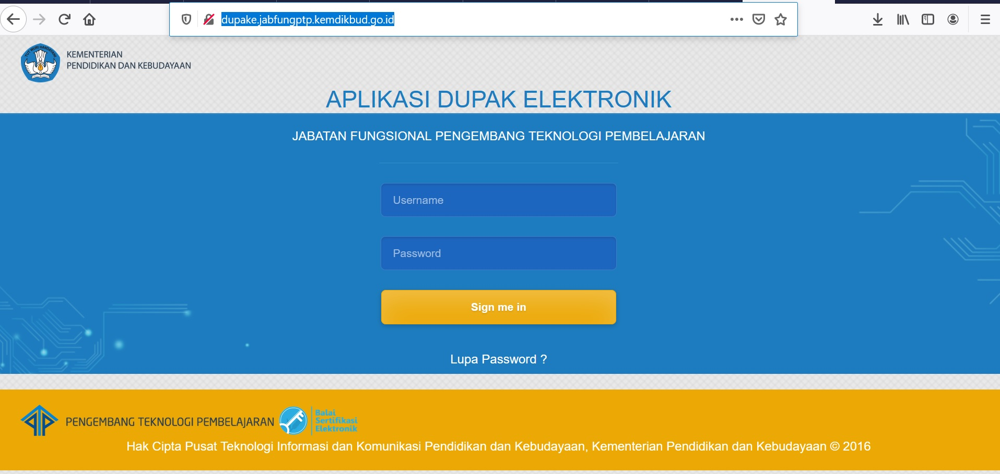 dupake.jabfungptp.kemdikbud.go.id
TUT WURI HANDAYANI
KEMENTERIAN
PENDIDIKAN DAN KEBUDAYAAN
APLIKASI DUPAK ELEKTRONIK
JABATAN FUNGSIONAL PENGEMBANG TEKNOLOGI PEMBELAJARAN
Username
Password
Sign me in
Lupa Password ?
PENGEMBANG TEKNOLOGI PEMBELAJARAN
Balai
Sertifikasi
Elektronik
Hak Cipta Pusat Teknologi Informasi dan Komunikasi Pendidikan dan Kebudayaan, Kementerian Pendidikan dan Kebudayaan © 2016